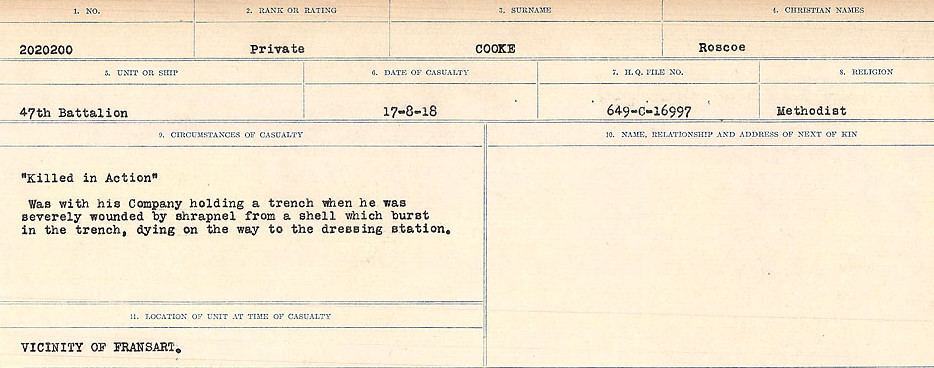 1. NO. 2. RANK OR RATING 3. SURNAME 4. CHRISTIAN NAMES
2020200 Private COOKE Roscoe
5. UNIT OR SHIP 6. DATE OF CASUALTY 7. H. Q. FILE NO. 8. RELIGION
47th Battalion 17-8-18 649-C-16997 Methodist
9. CIRCUMSTANCES OF CASUALTY 10. NAME, RELATIONSHIP AND ADDRESS OF NEXT OF KIN
"Killed in Action"
Was with his Company holding a trench when he was
severely wounded by shrapnel from a shell which burst
in the trench, dying on the way to the dressing station.
11. LOCATION OF UNIT AT TIME OF CASUALTY
VICINITY OF FRANSART.